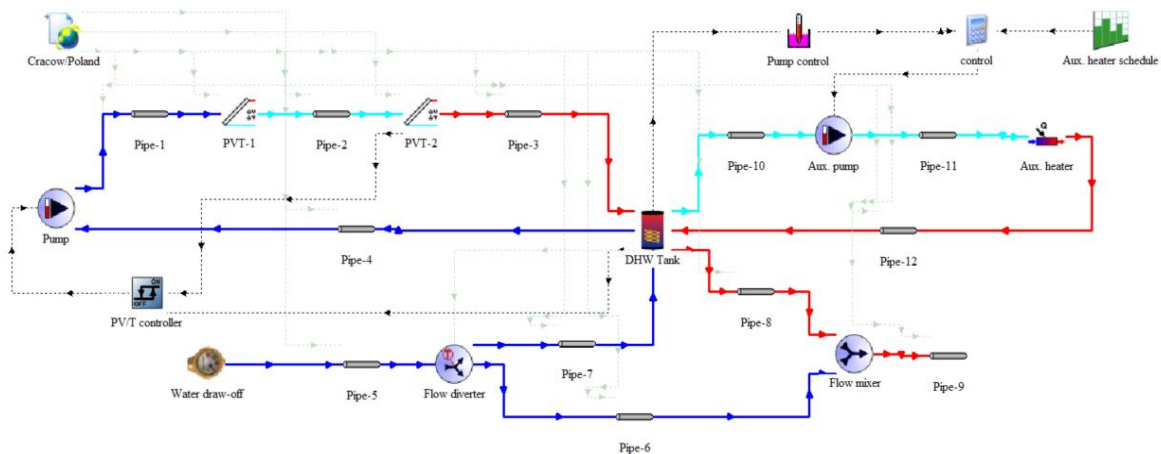 Cracow/Poland
Pump control
control
Aux. heater schedule
Pipe-1
PVT-1
Pipe-2
PVT-2
Pipe-3
Pipe-10
Aux. pump
Pipe-11
Aux. heater
Pump
Pipe-4
DHW Tank
Pipe-12
ON
OFF
PV/T controller
Pipe-8
Water draw-off
Pipe-5
Flow diverter
Pipe-7
Flow mixer
Pipe-9
Pipe-6